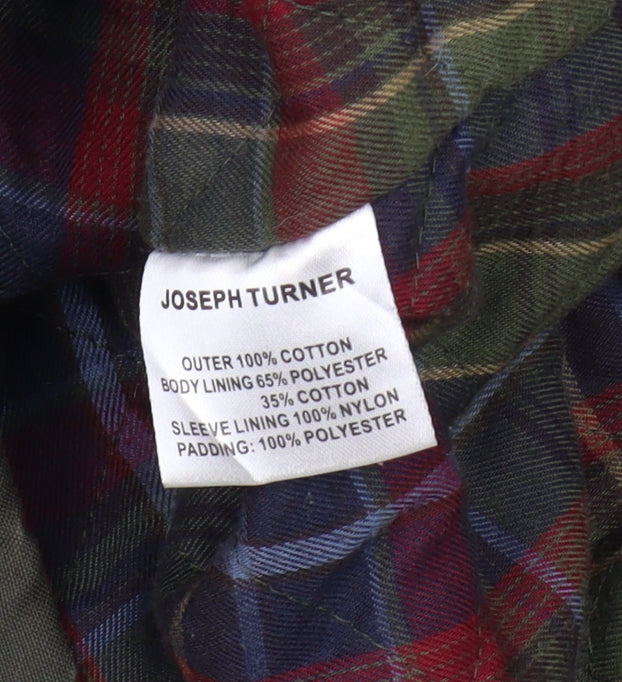 JOSEPH TURNER
OUTER 100% COTTON
BODY LINING 65% POLYESTER
35% COTTON
SLEEVE LINING 100% NYLON
PADDING: 100% POLYESTER